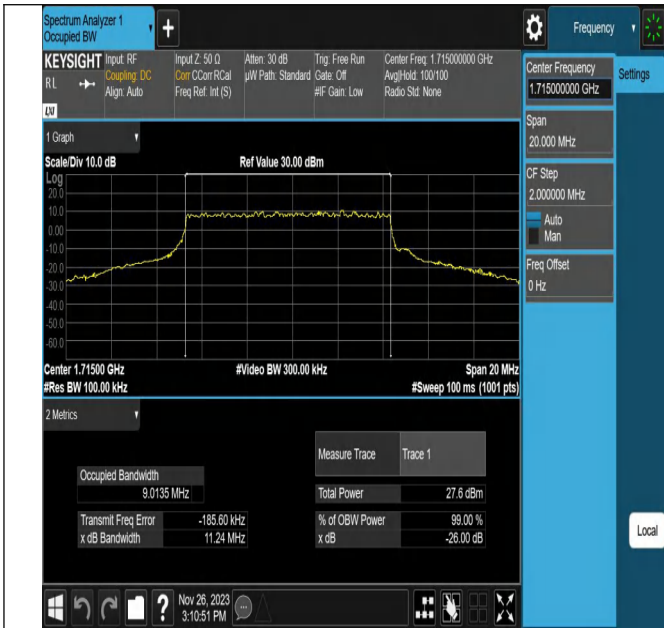 Spectrum Analyzer 1
Occupied BW
Frequency
KEYSIGHT
RL
LXI
Input: RF
Coupling: DC
Align: Auto
Input Z: 50 Ω
Corr CCorr RCal
Freq Ref: Int (S)
Atten: 30 dB
µW Path: Standard
Trig: Free Run
Gate: Off
#IF Gain: Low
Center Freq: 1.715000000 GHz
Avg|Hold: 100/100
Radio Std: None
Center Frequency
1.715000000 GHz
Settings
Span
20.000 MHz
CF Step
2.000000 MHz
Auto
Man
Freq Offset
0 Hz
Local
1 Graph
Scale/Div 10.0 dB
Ref Value 30.00 dBm
Log
20.0
10.0
0.00
-10.0
-20.0
-30.0
-40.0
-50.0
-60.0
Center 1.71500 GHz
#Video BW 300.00 kHz
Span 20 MHz
#Res BW 100.00 kHz
#Sweep 100 ms (1001 pts)
2 Metrics
Measure Trace Trace 1
Occupied Bandwidth
9.0135 MHz
Total Power 27.6 dBm
Transmit Freq Error -185.60 kHz
% of OBW Power 99.00 %
x dB Bandwidth 11.24 MHz
x dB -26.00 dB
?
Nov 26, 2023
3:10:51 PM